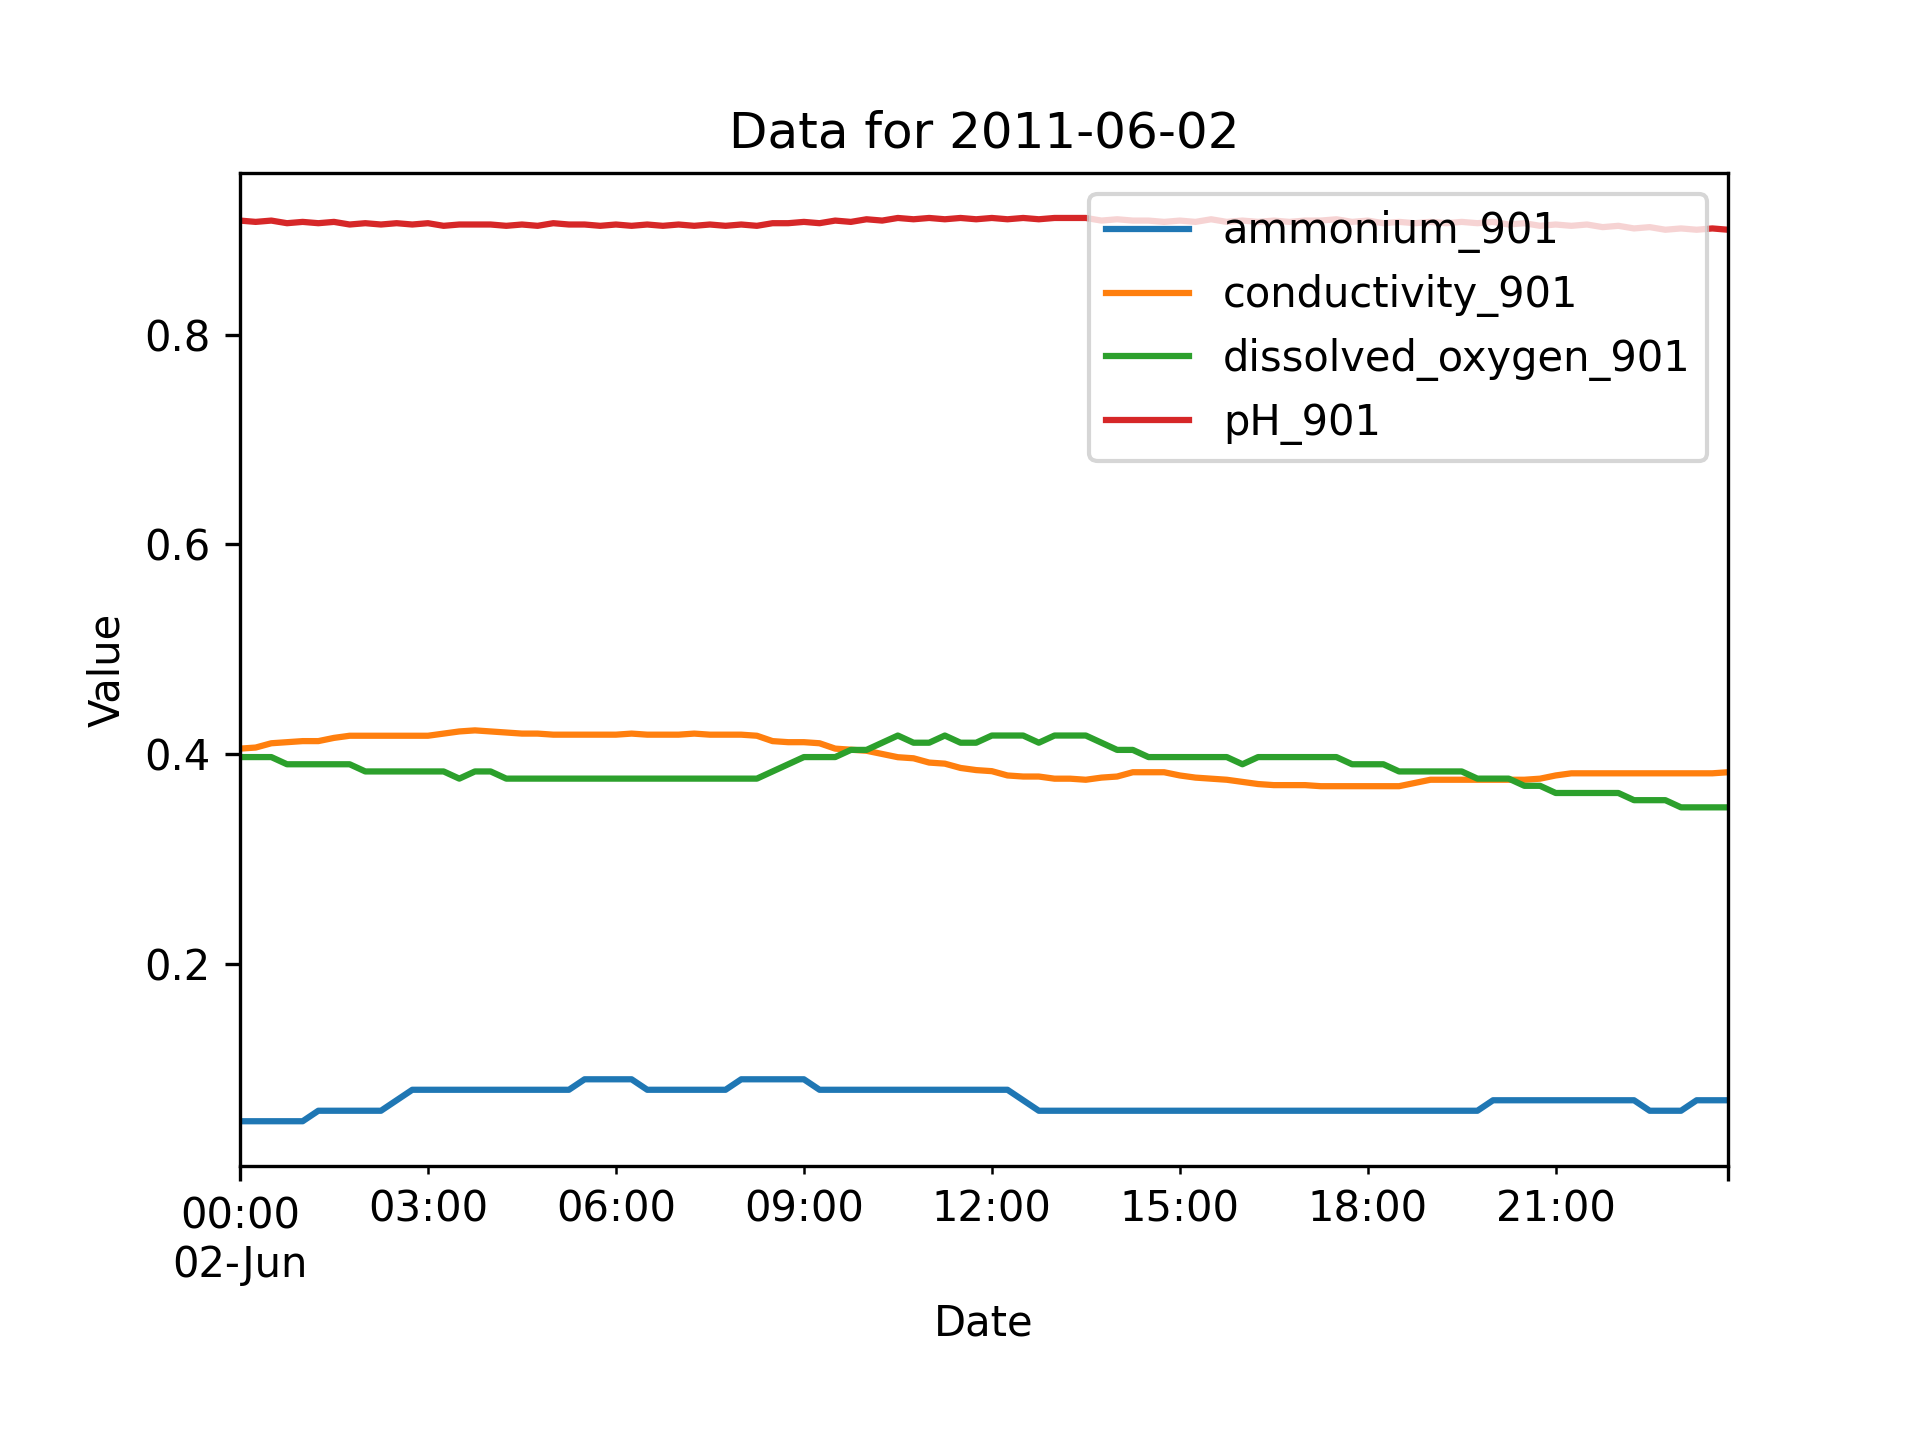 Data for 2011-06-02
ammonium_901
conductivity_901
dissolved_oxygen_901
pH_901
0.8
0.6
0.4
0.2
Value
00:00 03:00 06:00 09:00 12:00 15:00 18:00 21:00
02-Jun
Date